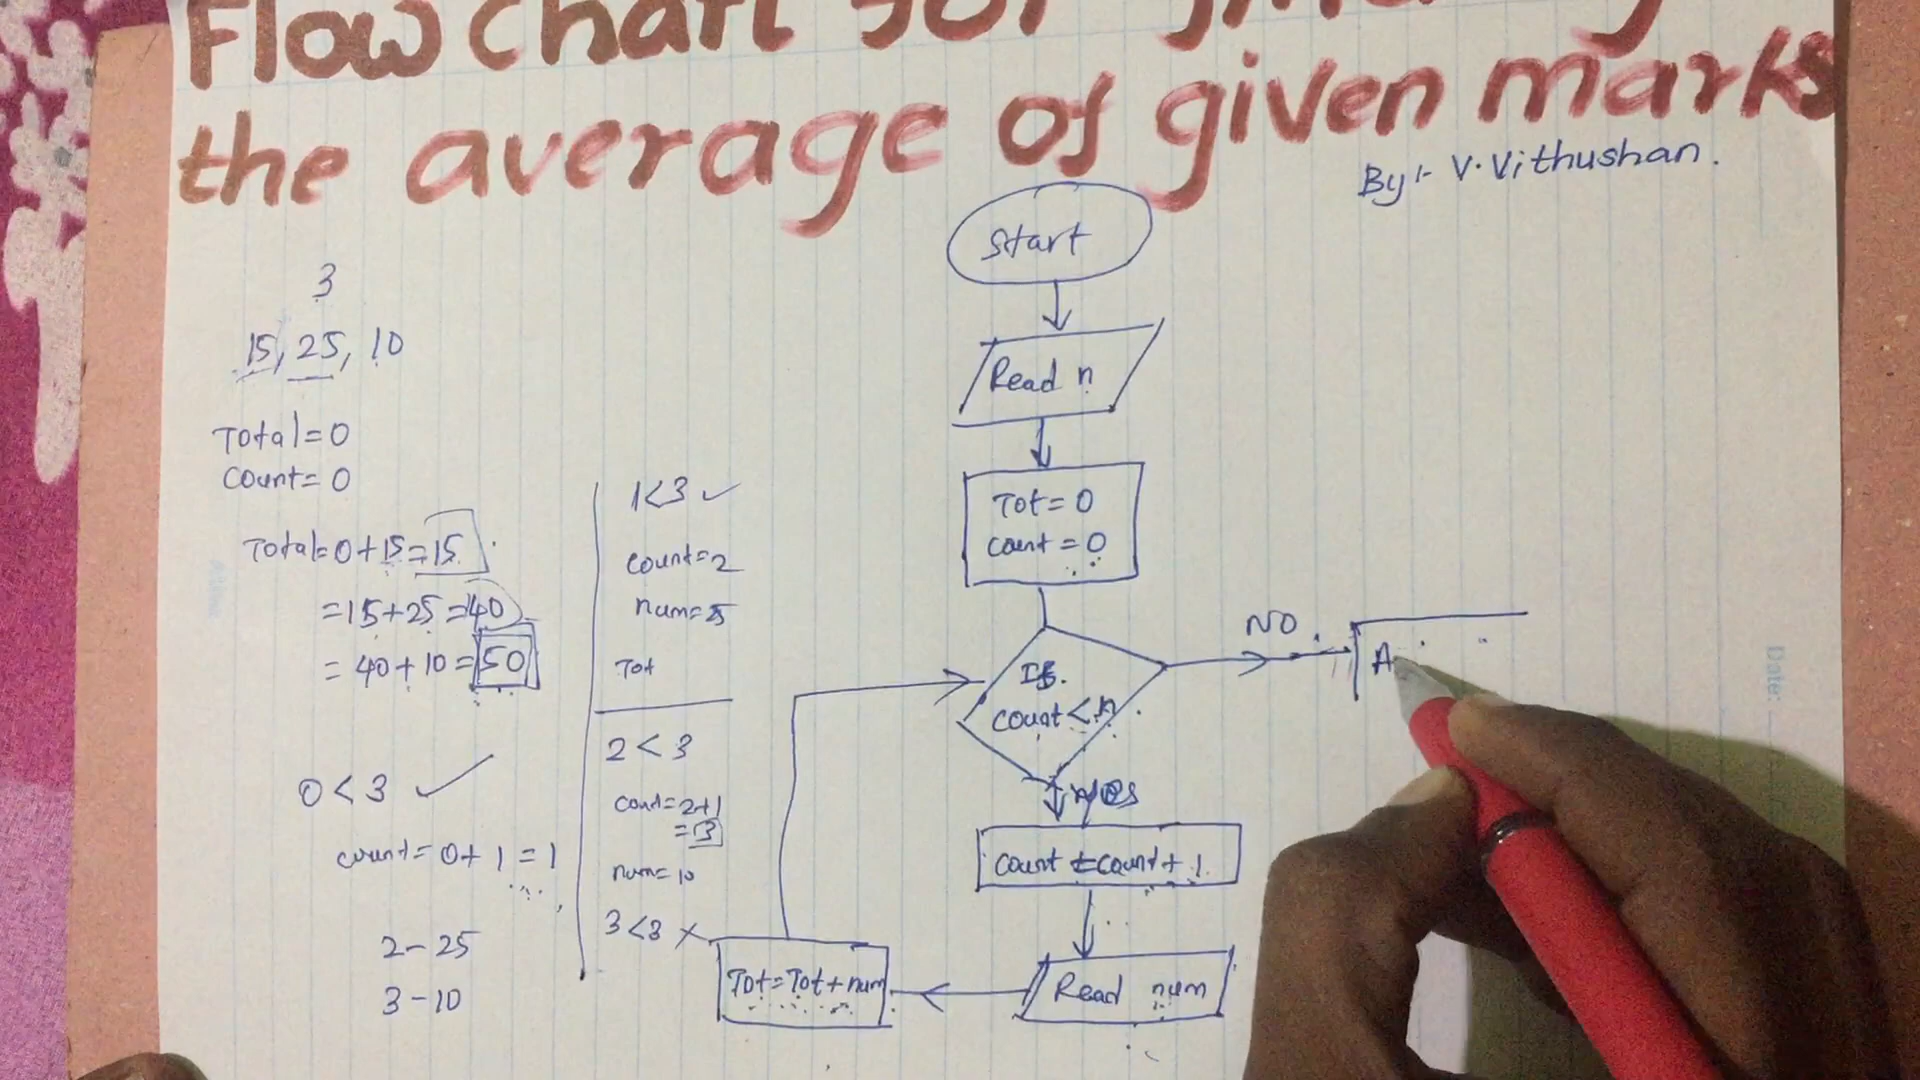 Flow chart for finding
the average of given marks
By:- V.Vithushan.
3
15, 25, 10
Total=0
Count=0
Total=0+15=15
=15+25=40
=40+10=50
0<3 ✓
count=0+1=1
2-25
3-10
1<3 ✓
count=2
num=25
Tot
2<3
count=2+1
=3
num=10
3<3 ×
Start
Read n
Tot=0
count=0
If
count<n
NO
A
yes
count=count+1
Read num
Tot=Tot+num
Date: